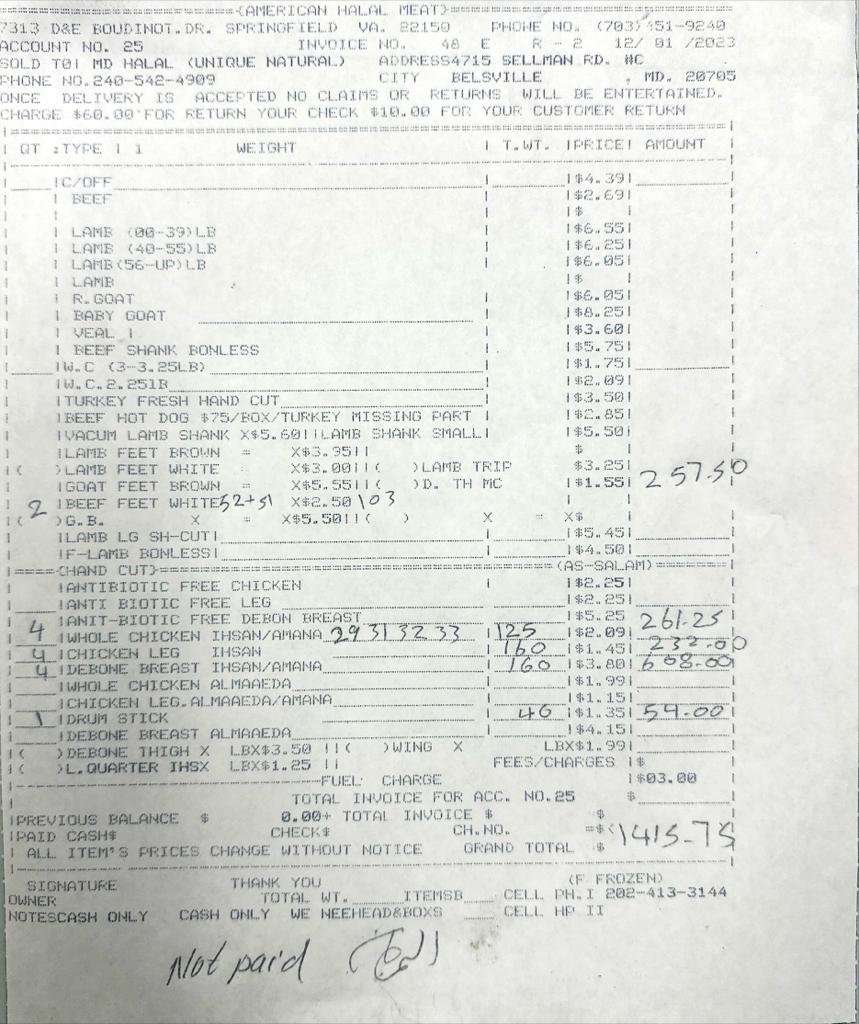 (AMERICAN HALAL MEAT)
7313 D&E BOUDINOT.DR. SPRINGFIELD VA. 22150 PHONE NO. (703)451-9240
ACCOUNT NO. 25 INVOICE NO. 48 E R - 2 12/ 01 /2023
SOLD TO: MD HALAL (UNIQUE NATURAL) ADDRESS4715 SELLMAN RD. #C
PHONE NO.240-542-4909 CITY BELSVILLE , MD. 20705
ONCE DELIVERY IS ACCEPTED NO CLAIMS OR RETURNS WILL BE ENTERTAINED.
CHARGE $60.00 FOR RETURN YOUR CHECK $10.00 FOR YOUR CUSTOMER RETURN
QT :TYPE | 1 WEIGHT | T.WT. |PRICE| AMOUNT
C/OFF $4.39
BEEF $2.69
$
LAMB (00-39)LB $6.55
LAMB (40-55)LB $6.25
LAMB(56-UP)LB $6.05
LAMB $
R.GOAT $6.05
BABY GOAT $8.25
VEAL | $3.60
BEEF SHANK BONLESS $5.75
W.C (3-3.25LB) $1.75
W.C.2.25lB $2.09
TURKEY FRESH HAND CUT $3.50
BEEF HOT DOG $75/BOX/TURKEY MISSING PART $2.85
VACUM LAMB SHANK X$5.60||LAMB SHANK SMALL| $5.50
LAMB FEET BROWN = X$3.95|| $
( )LAMB FEET WHITE = X$3.00||( )LAMB TRIP $3.25
GOAT FEET BROWN = X$5.55||( )D. TH MC $1.55 257.50
2 BEEF FEET WHITE 52+51 X$2.50 103
( )G.B. X = X$5.50||( ) X = X$
LAMB LG SH-CUT| $5.45
F-LAMB BONLESS| $4.50
(HAND CUT) (AS-SALAM)
ANTIBIOTIC FREE CHICKEN $2.25
ANTI BIOTIC FREE LEG $2.25
ANIT-BIOTIC FREE DEBON BREAST $5.25
4 WHOLE CHICKEN IHSAN/AMANA 29 31 32 33 125 $2.09 261.25
4 CHICKEN LEG IHSAN 160 $1.45 232.00
4 DEBONE BREAST IHSAN/AMANA 160 $3.80 608.00
WHOLE CHICKEN ALMAAEDA $1.99
CHICKEN LEG.ALMAAEDA/AMANA $1.15
1 DRUM STICK 40 $1.35 54.00
DEBONE BREAST ALMAAEDA $4.15
( )DEBONE THIGH X LBX$3.50 ||( )WING X LBX$1.99|
( )L.QUARTER IHSX LBX$1.25 || FEES/CHARGES |$
FUEL CHARGE |$03.00
TOTAL INVOICE FOR ACC. NO.25 $
PREVIOUS BALANCE $ 0.00+ TOTAL INVOICE $ $
PAID CASH$ CHECK$ CH.NO. =$<
ALL ITEM'S PRICES CHANGE WITHOUT NOTICE GRAND TOTAL $ 1415-75
SIGNATURE THANK YOU (F FROZEN)
OWNER TOTAL WT. ITEMSB CELL PH.I 202-413-3144
NOTESCASH ONLY CASH ONLY WE NEEHEAD&BOXS CELL HP II
Not paid